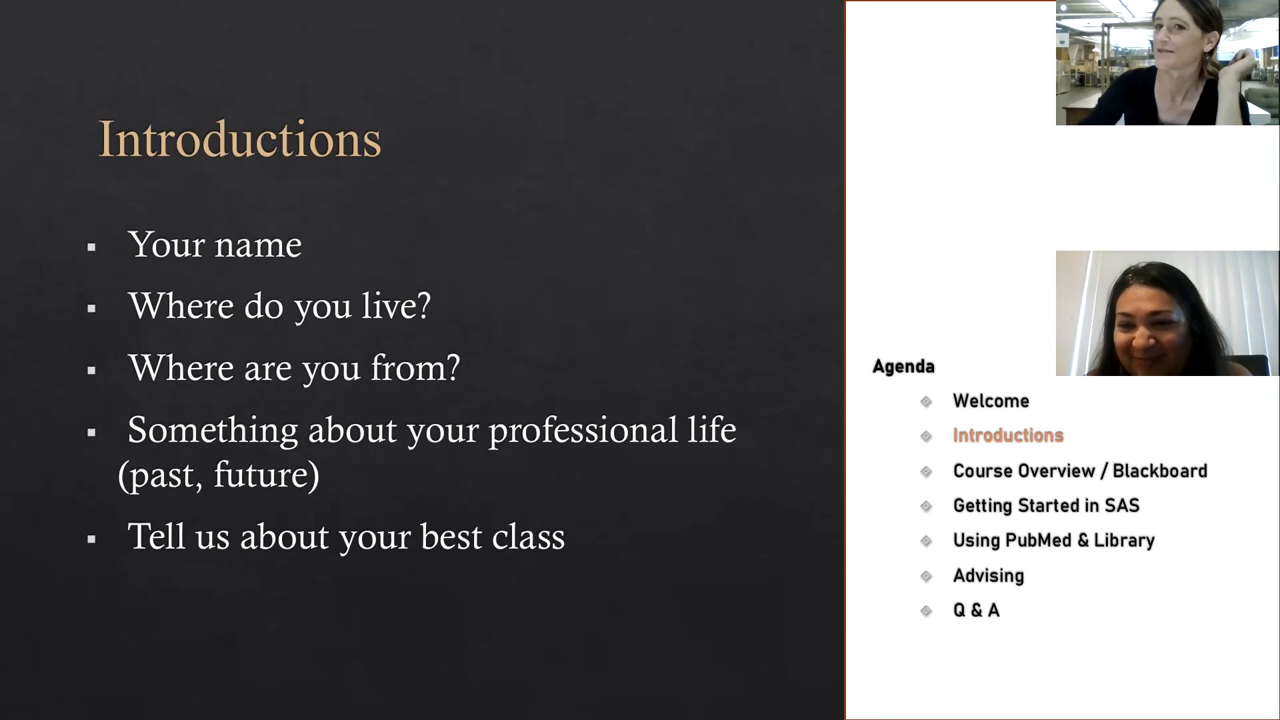 Introductions
Your name
Where do you live?
Where are you from?
Something about your professional life
(past, future)
Tell us about your best class
Agenda
Welcome
Introductions
Course Overview / Blackboard
Getting Started in SAS
Using PubMed & Library
Advising
Q & A